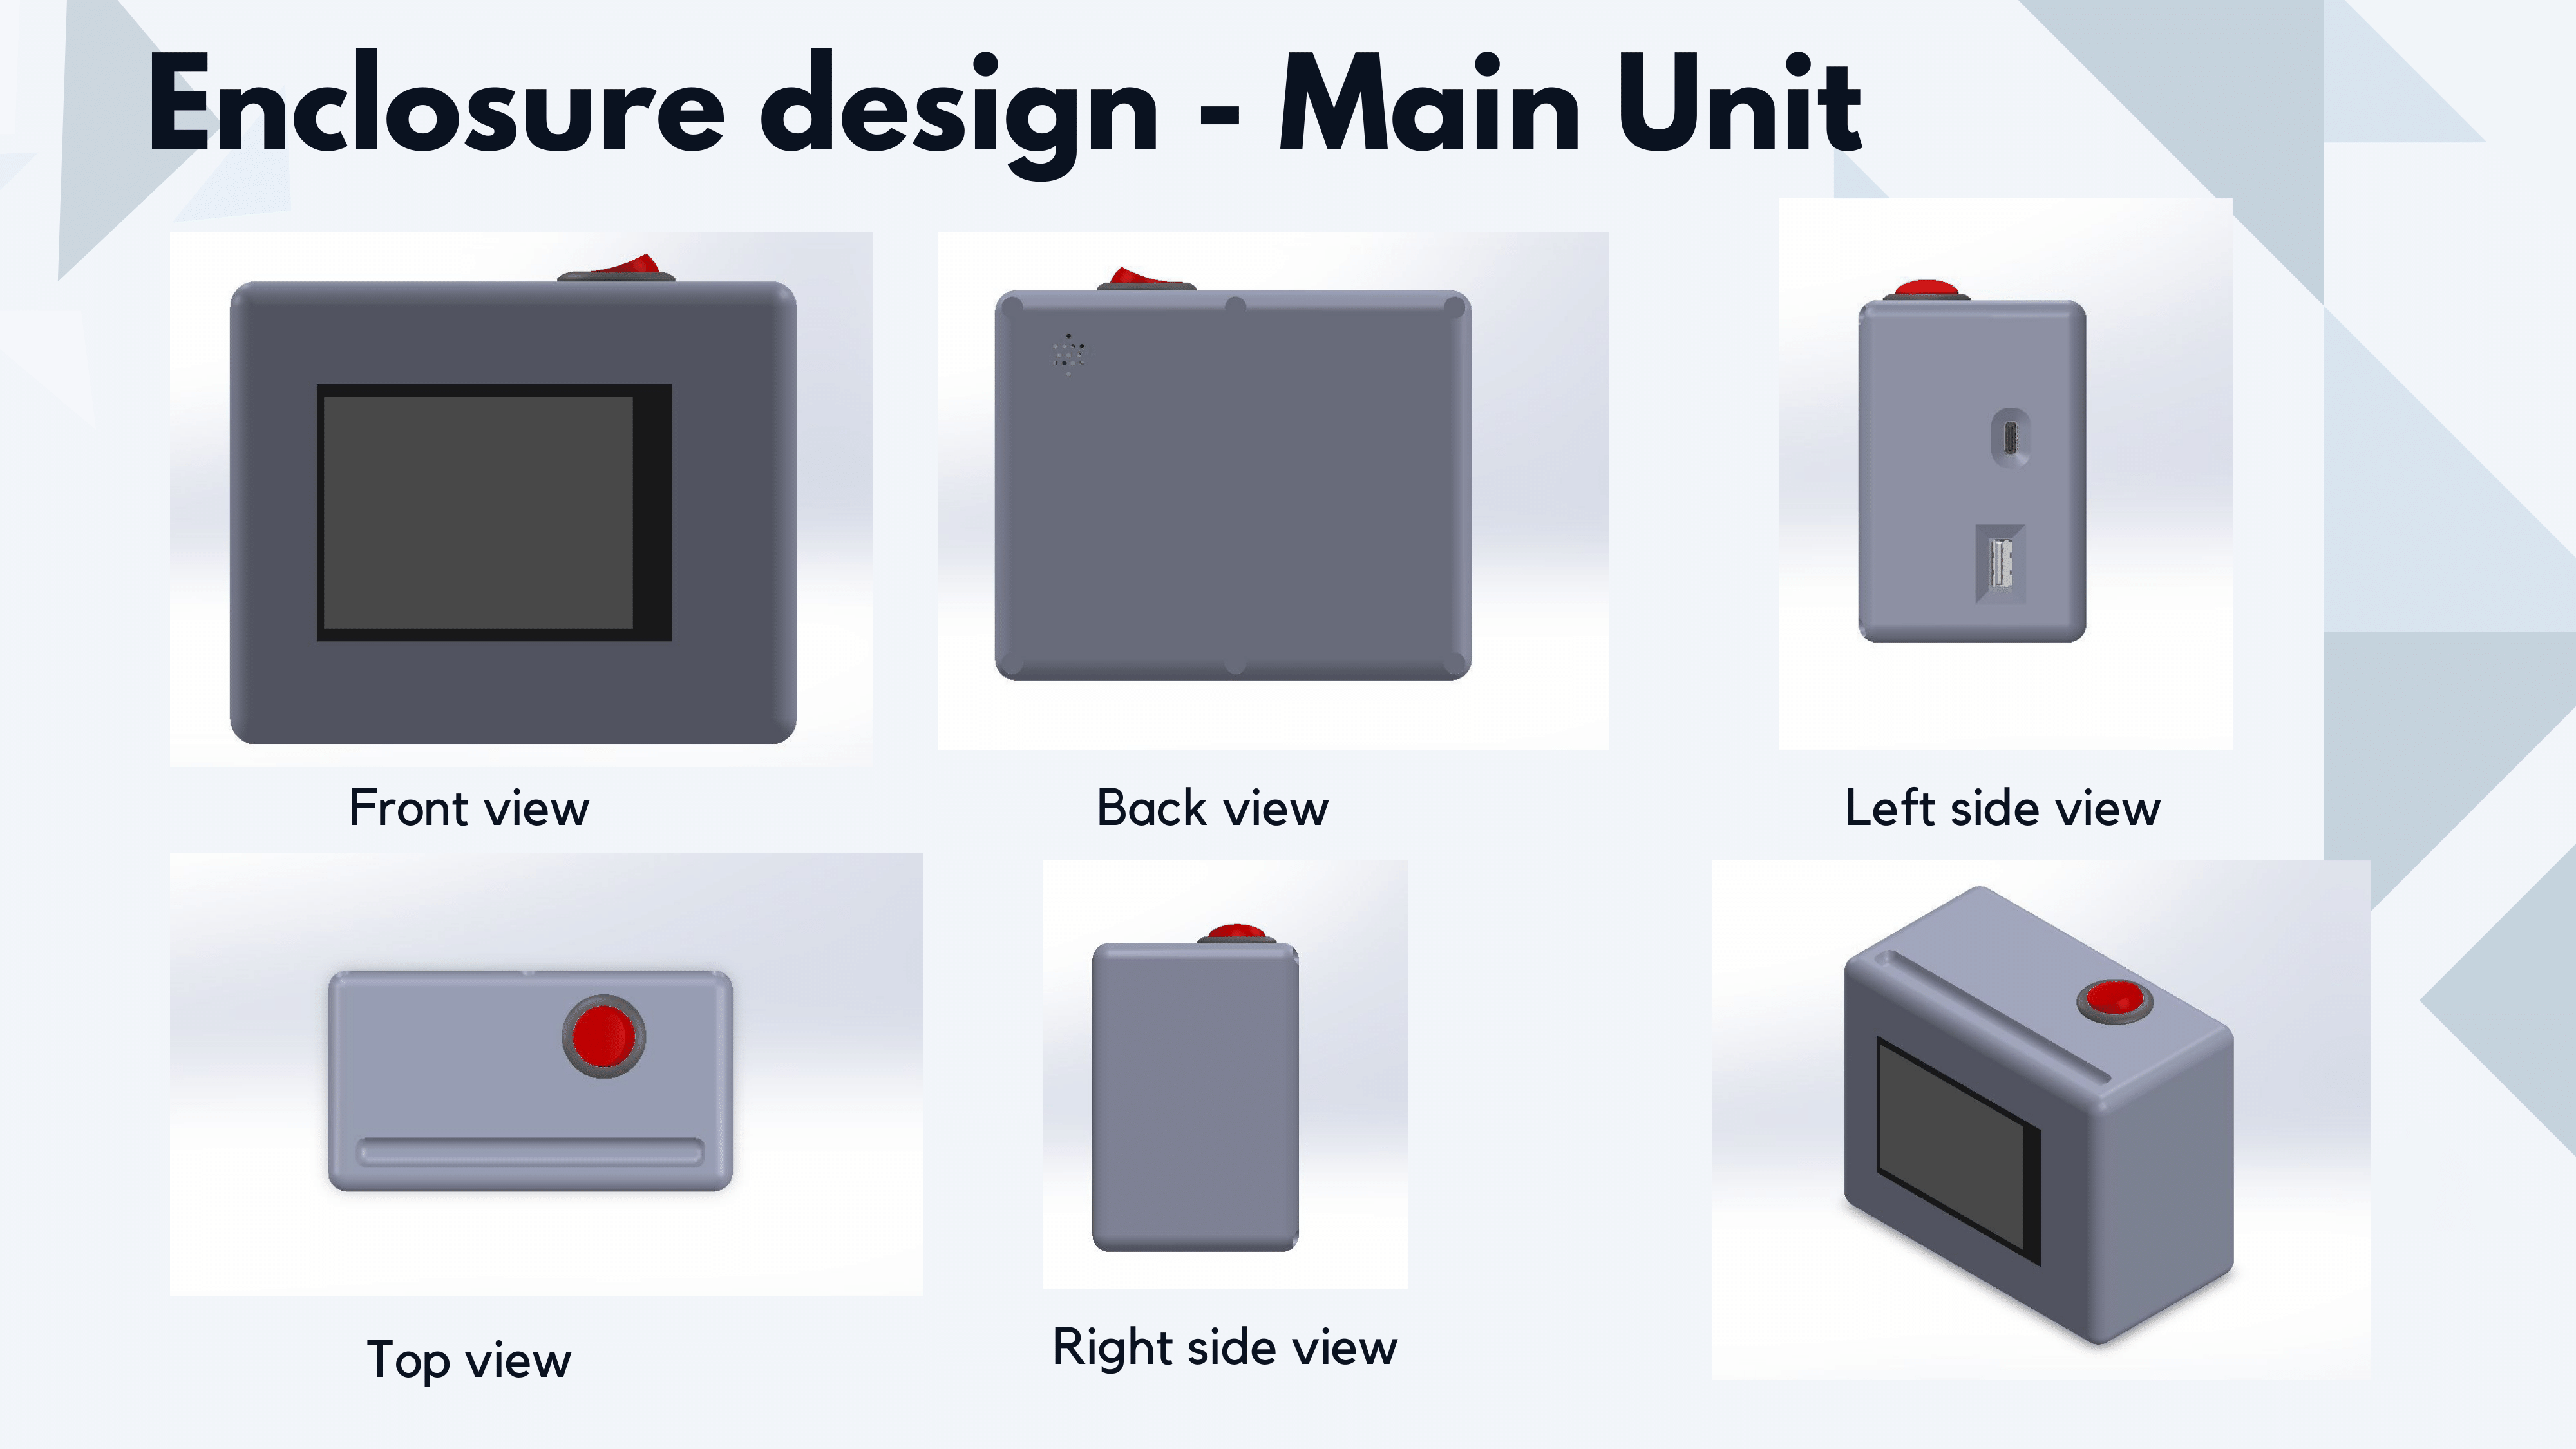 Enclosure design - Main Unit
Front view
Back view
Left side view
Top view
Right side view